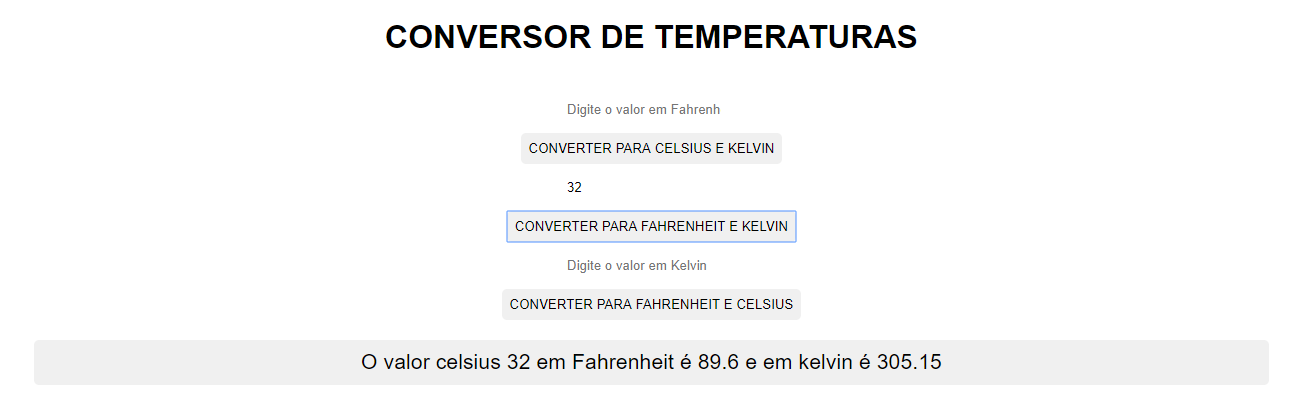 CONVERSOR DE TEMPERATURAS
Digite o valor em Fahrenh
CONVERTER PARA CELSIUS E KELVIN
32
CONVERTER PARA FAHRENHEIT E KELVIN
Digite o valor em Kelvin
CONVERTER PARA FAHRENHEIT E CELSIUS
O valor celsius 32 em Fahrenheit é 89.6 e em kelvin é 305.15